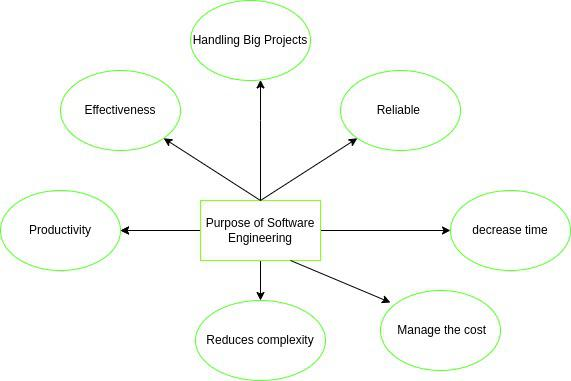 Handling Big Projects
Effectiveness
Reliable
Productivity
Purpose of Software
Engineering
decrease time
Reduces complexity
Manage the cost